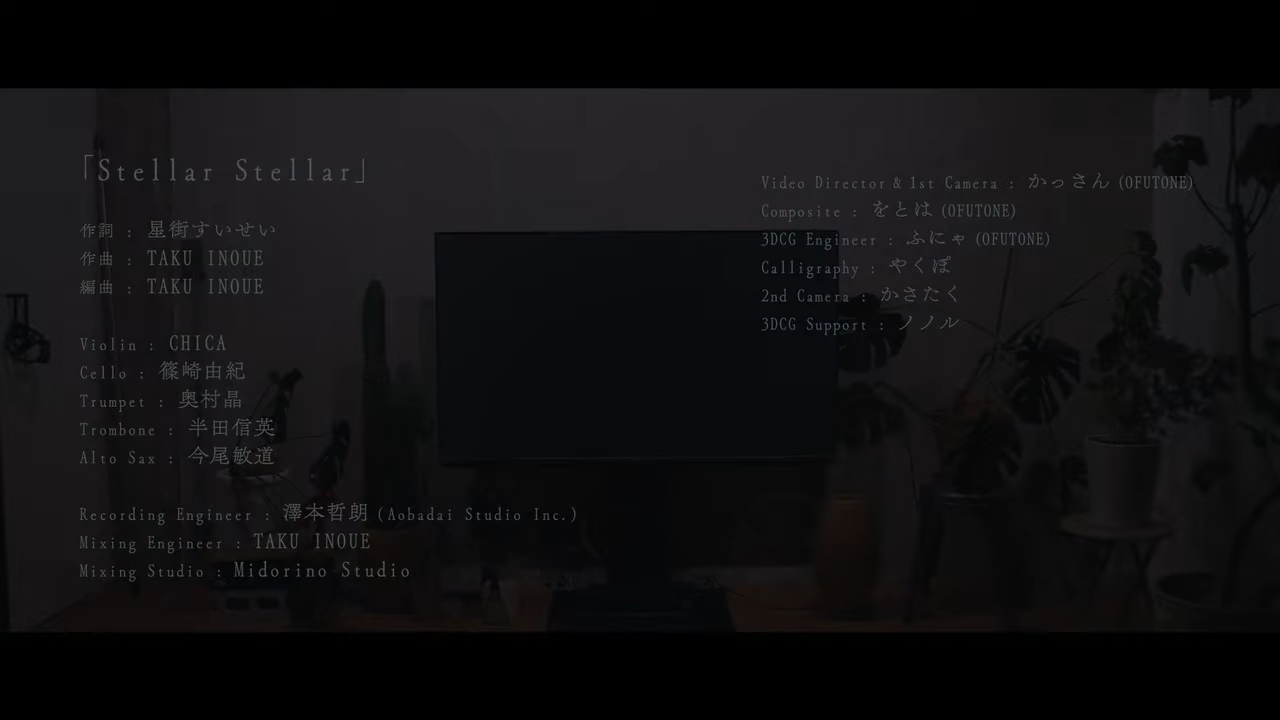 「Stellar Stellar」
作詞 : 星街すいせい
作曲 : TAKU INOUE
編曲 : TAKU INOUE
Violin : CHICA
Cello : 篠崎由紀
Trumpet : 奥村晶
Trombone : 半田信英
Alto Sax : 今尾敏道
Recording Engineer : 澤本哲朗 (Aobadai Studio Inc.)
Mixing Engineer : TAKU INOUE
Mixing Studio : Midorino Studio
Video Director & 1st Camera : かっさん (OFUTONE)
Composite : をとは (OFUTONE)
3DCG Engineer : ふにゃ (OFUTONE)
Calligraphy : やくぽ
2nd Camera : かさたく
3DCG Support : ノノル